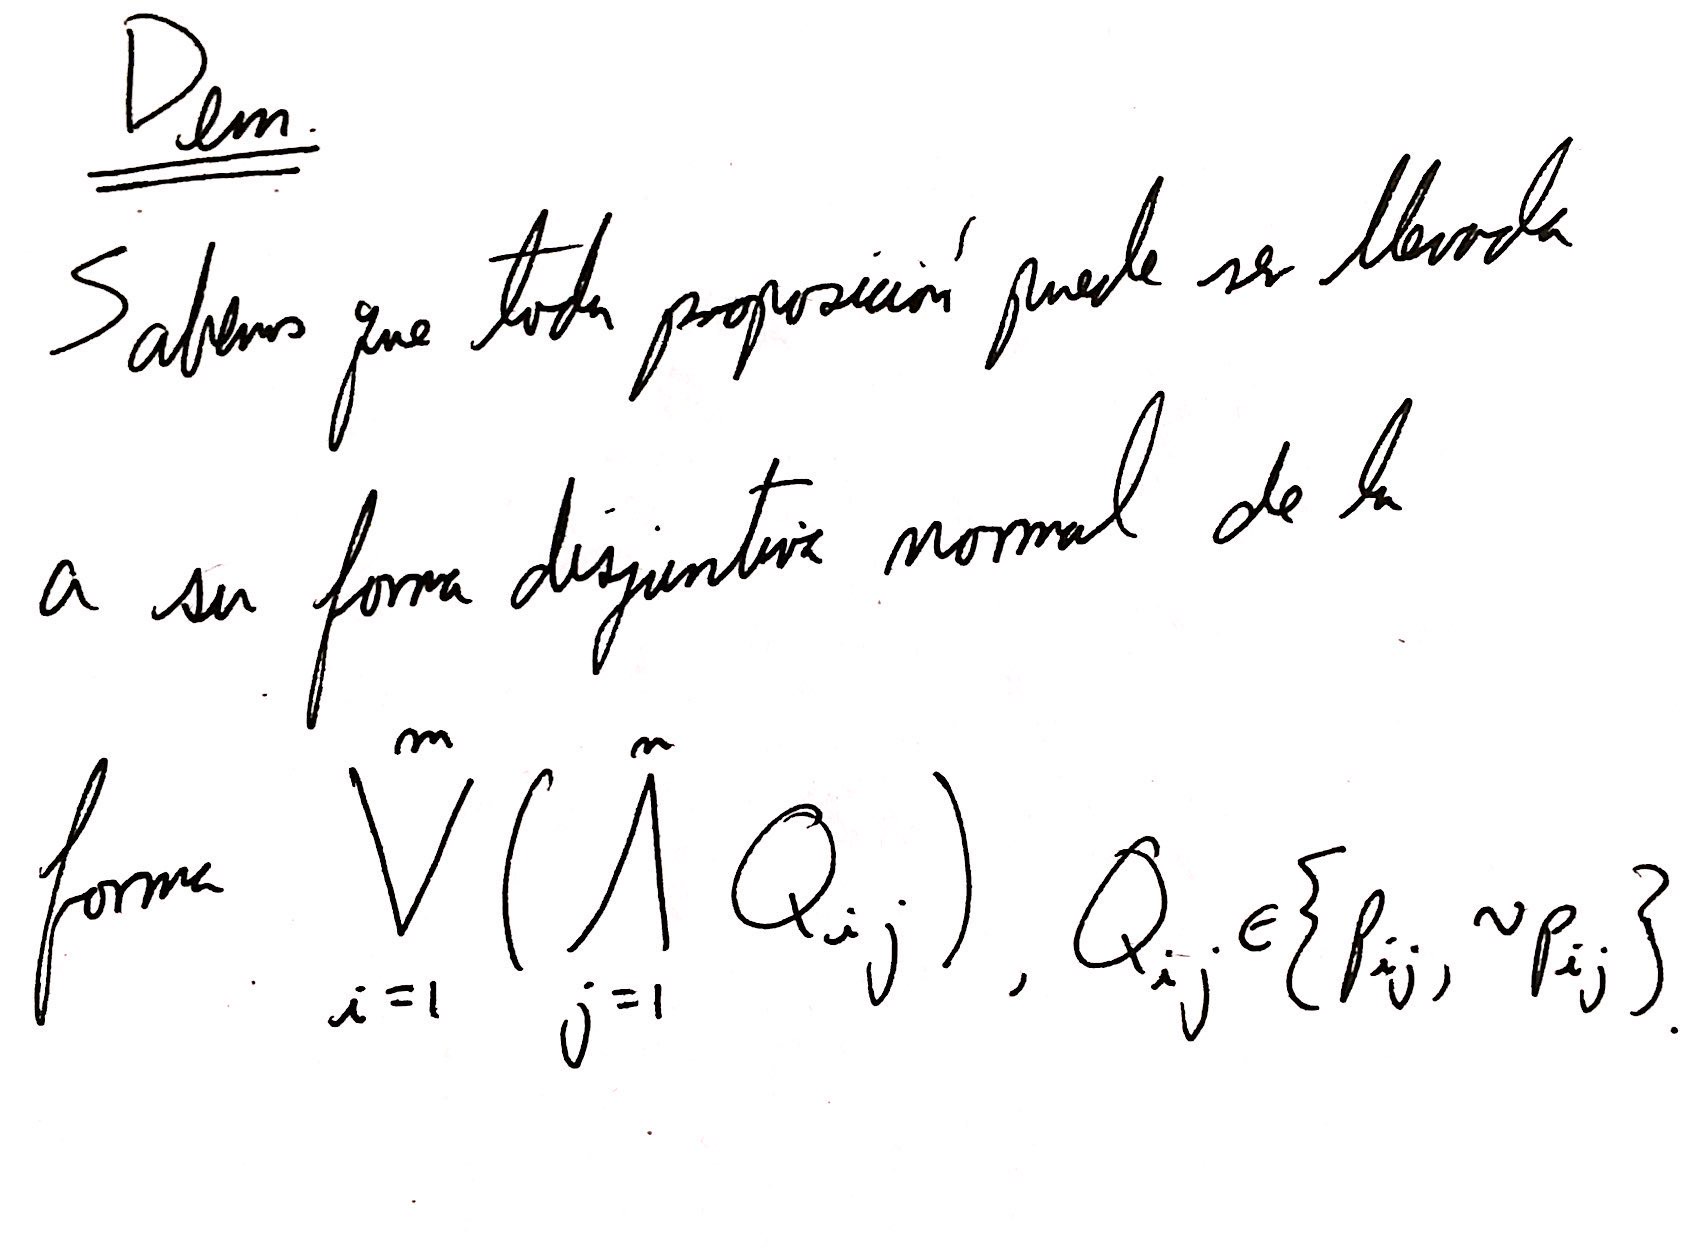 Dem.
Sabemos que toda proposición puede ser llevada
a su forma disjuntiva normal de la
forma $\bigvee_{i=1}^{m} \left( \bigwedge_{j=1}^{n} Q_{ij} \right), Q_{ij} \in \{ p_{ij}, \sim p_{ij} \}.$